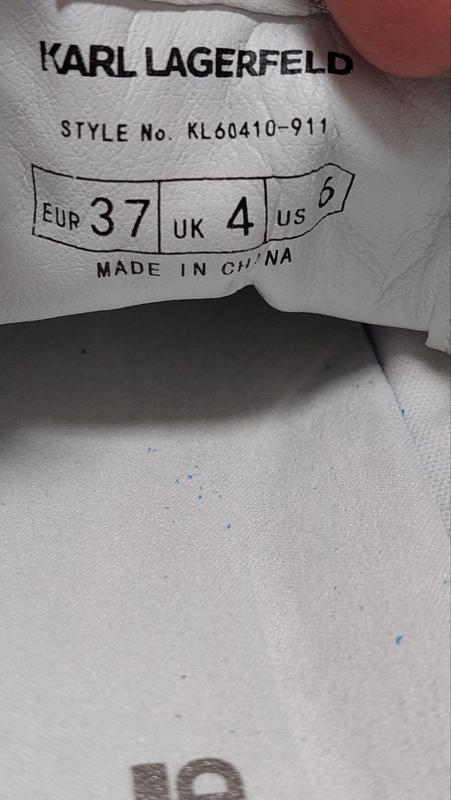 KARL LAGERFELD
STYLE No. KL60410-911
EUR 37 UK 4 US 6
MADE IN CHINA